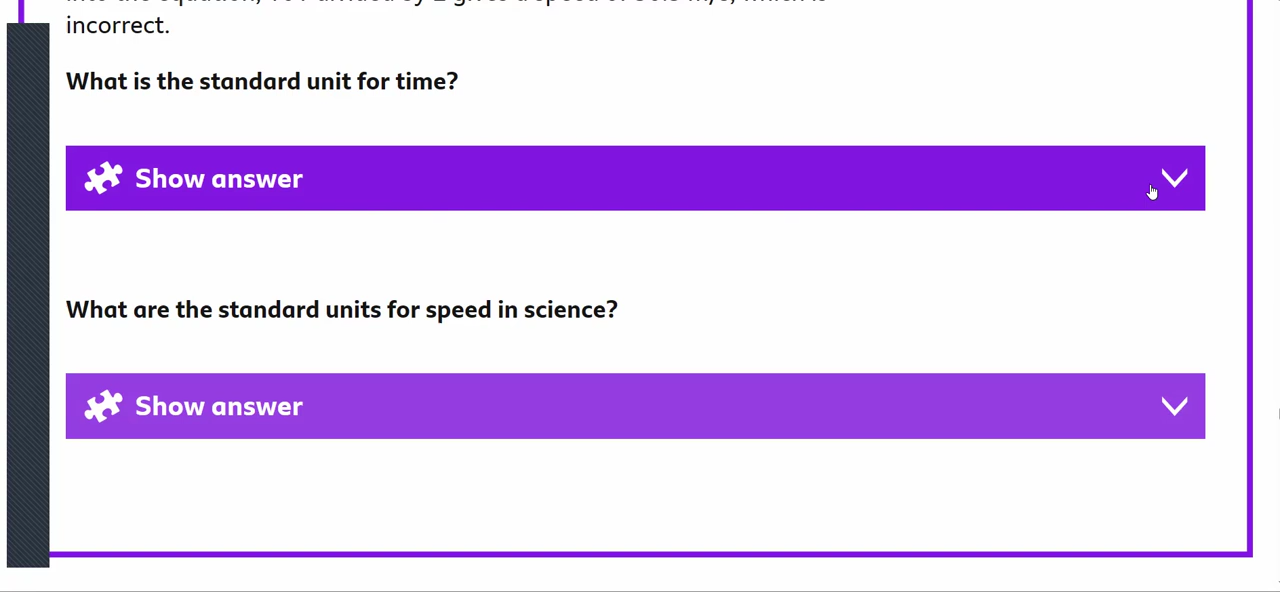 incorrect.
What is the standard unit for time?
Show answer
What are the standard units for speed in science?
Show answer